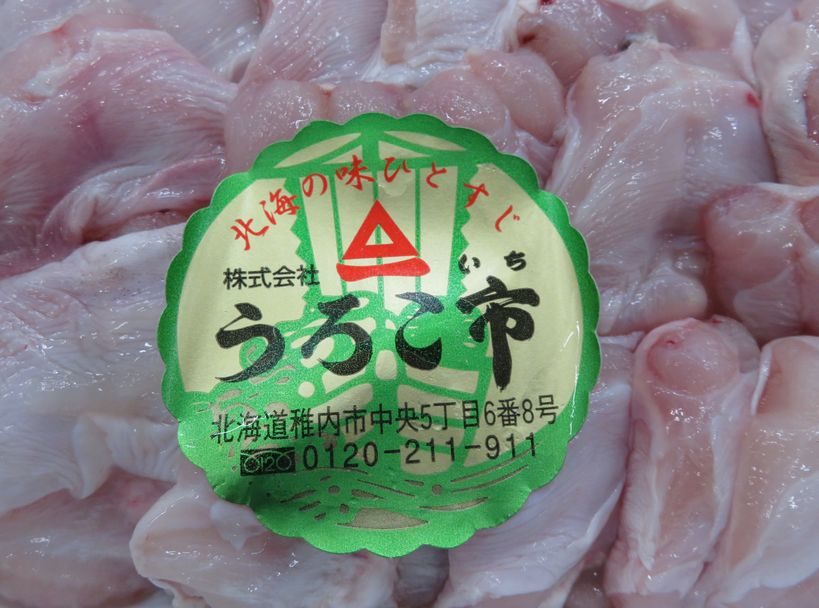 北海の味ひとすじ
株式会社
いち
うろこ市
北海道稚内市中央5丁目6番8号
0120 0120-211-911